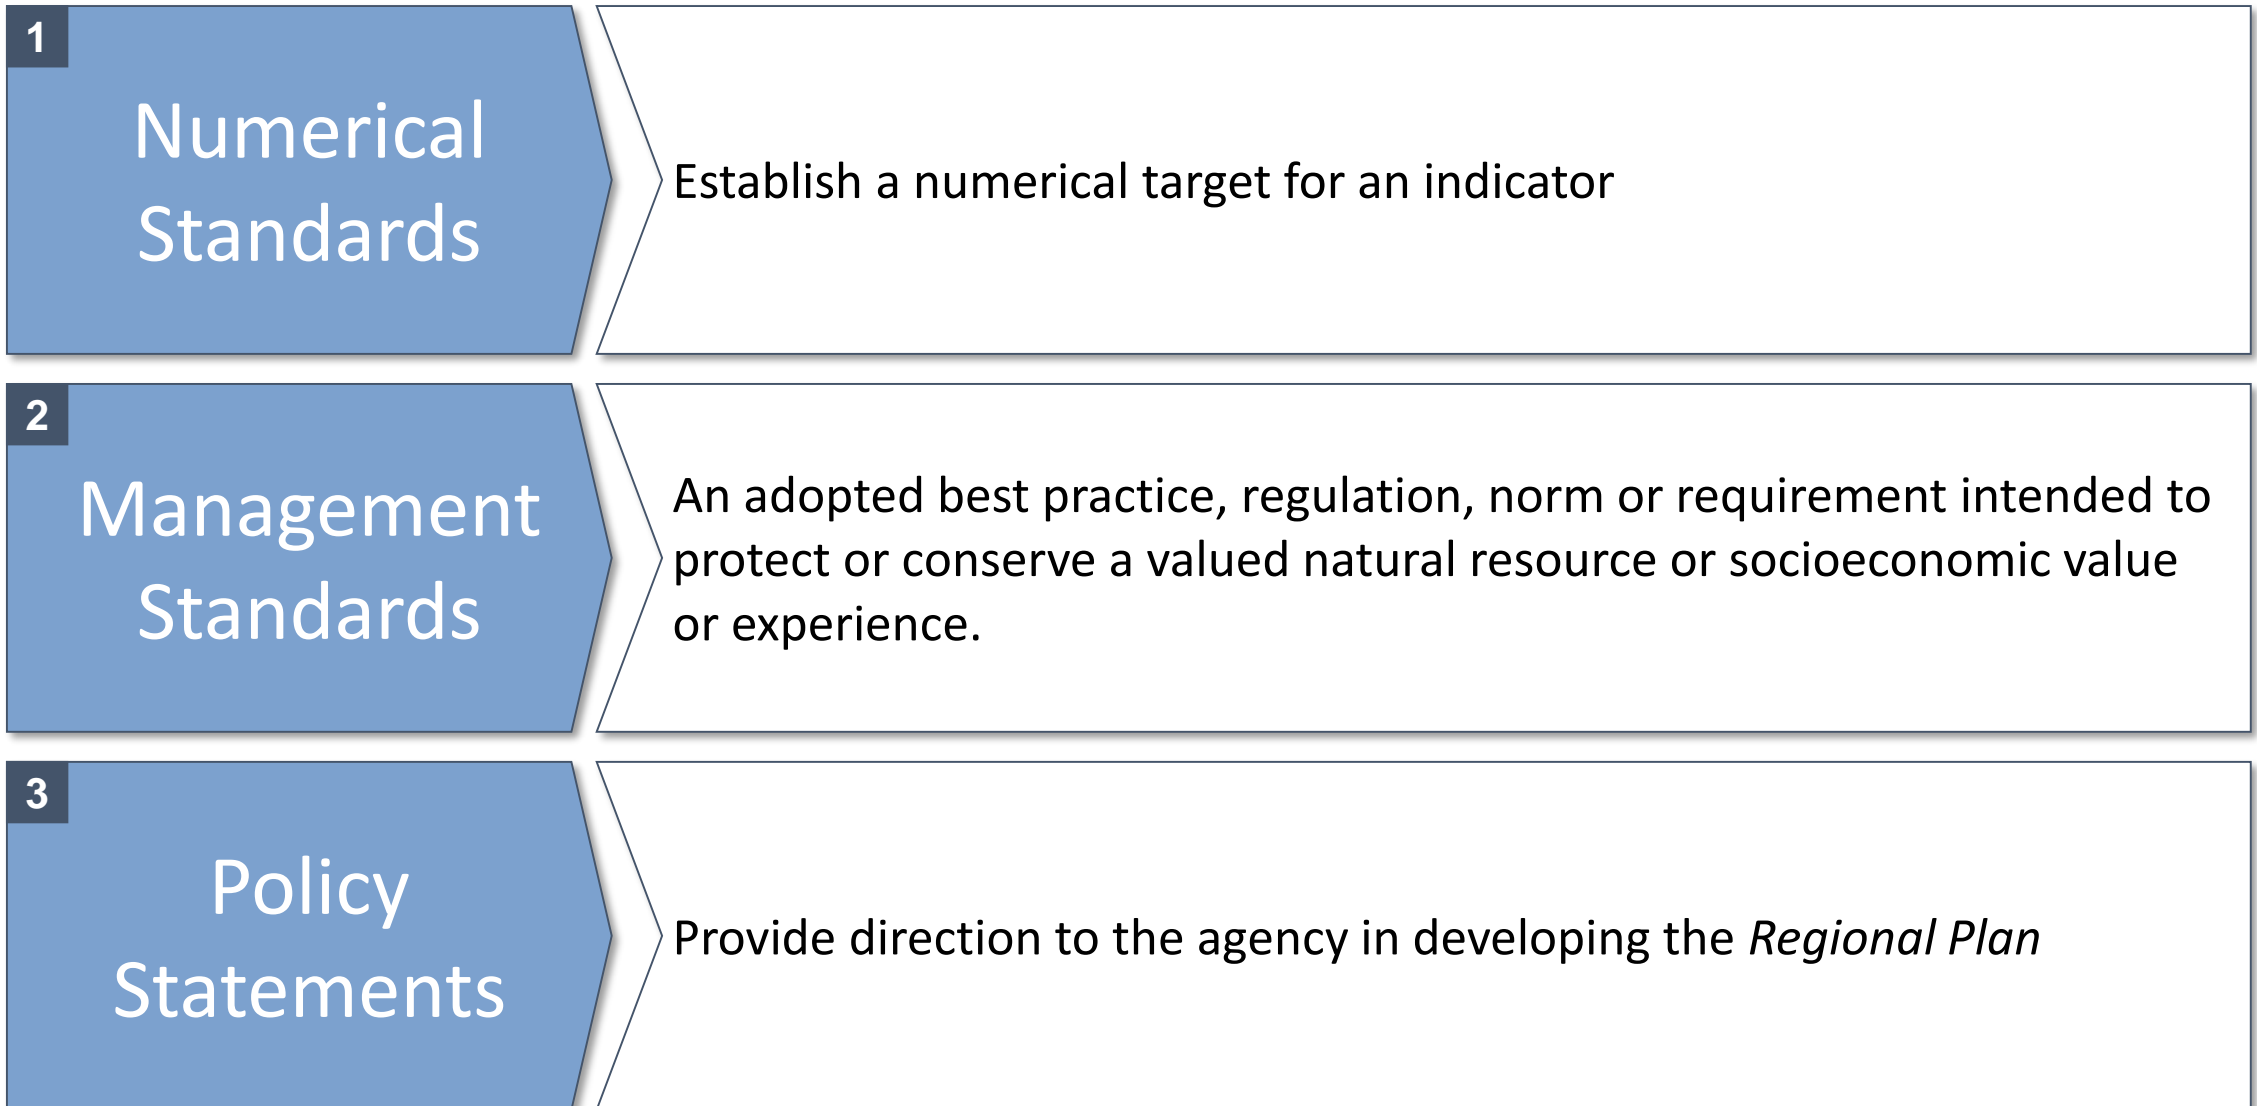 1
Numerical
Standards
Establish a numerical target for an indicator
2
Management
Standards
An adopted best practice, regulation, norm or requirement intended to
protect or conserve a valued natural resource or socioeconomic value
or experience.
3
Policy
Statements
Provide direction to the agency in developing the Regional Plan